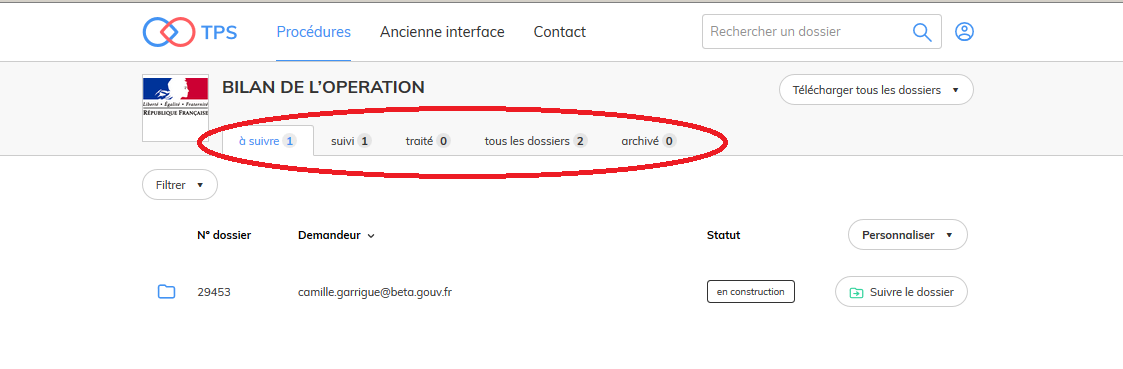 TPS Procédures Ancienne interface Contact Rechercher un dossier
BILAN DE L'OPERATION Télécharger tous les dossiers
Liberté • Égalité • Fraternité
RÉPUBLIQUE FRANÇAISE
à suivre 1 suivi 1 traité 0 tous les dossiers 2 archivé 0
Filtrer
N° dossier Demandeur Statut Personnaliser
29453 camille.garrigue@beta.gouv.fr en construction Suivre le dossier